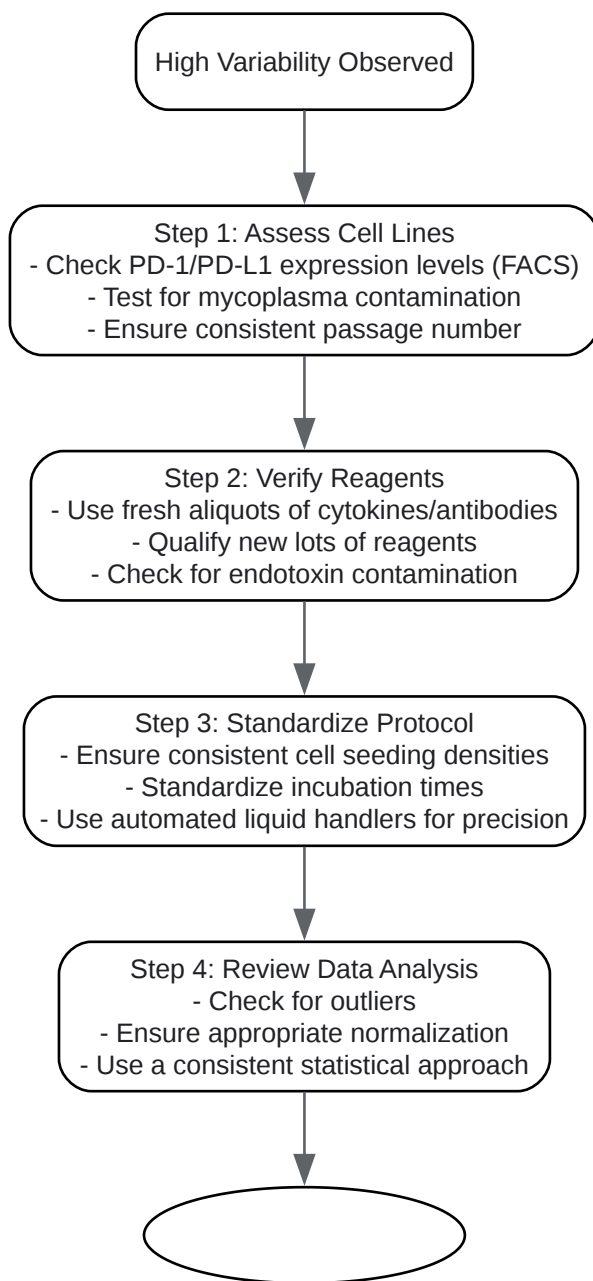 High Variability Observed
Step 1: Assess Cell Lines
- Check PD-1/PD-L1 expression levels (FACS)
- Test for mycoplasma contamination
- Ensure consistent passage number
Step 2: Verify Reagents
- Use fresh aliquots of cytokines/antibodies
- Qualify new lots of reagents
- Check for endotoxin contamination
Step 3: Standardize Protocol
- Ensure consistent cell seeding densities
- Standardize incubation times
- Use automated liquid handlers for precision
Step 4: Review Data Analysis
- Check for outliers
- Ensure appropriate normalization
- Use a consistent statistical approach